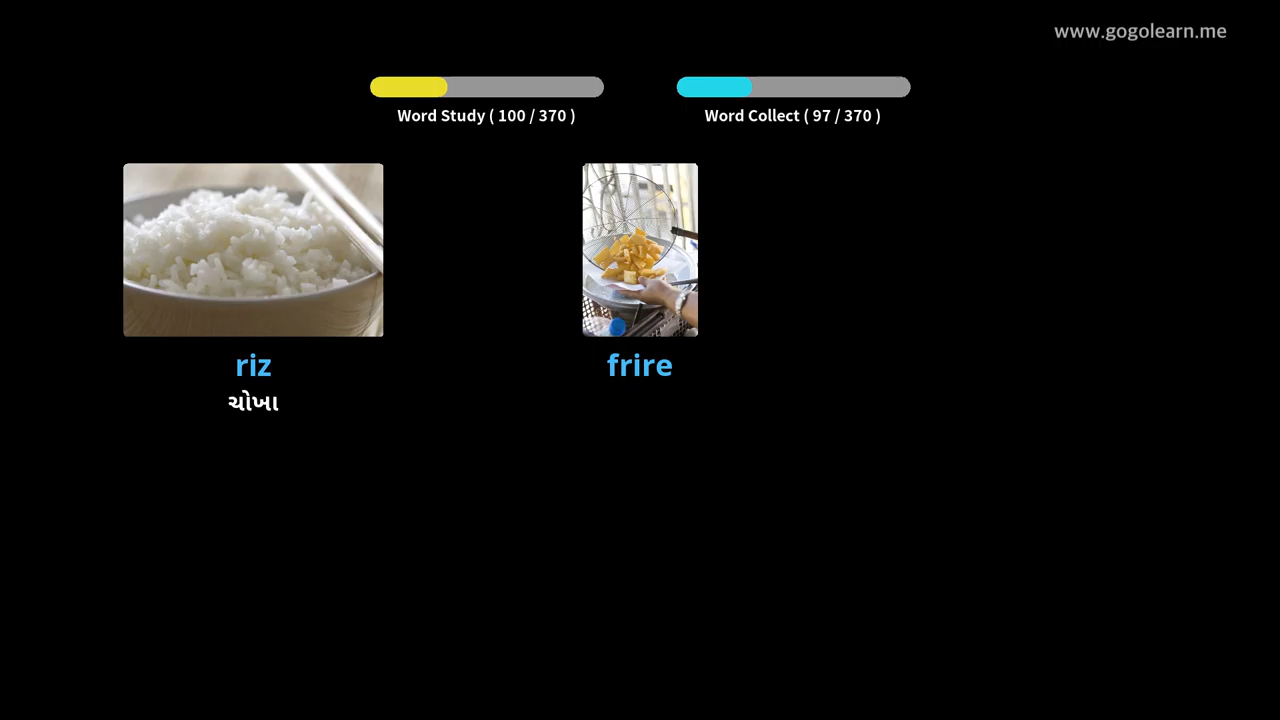 www.gogolearn.me
Word Study ( 100 / 370 )
Word Collect ( 97 / 370 )
riz
ચોખા
frire